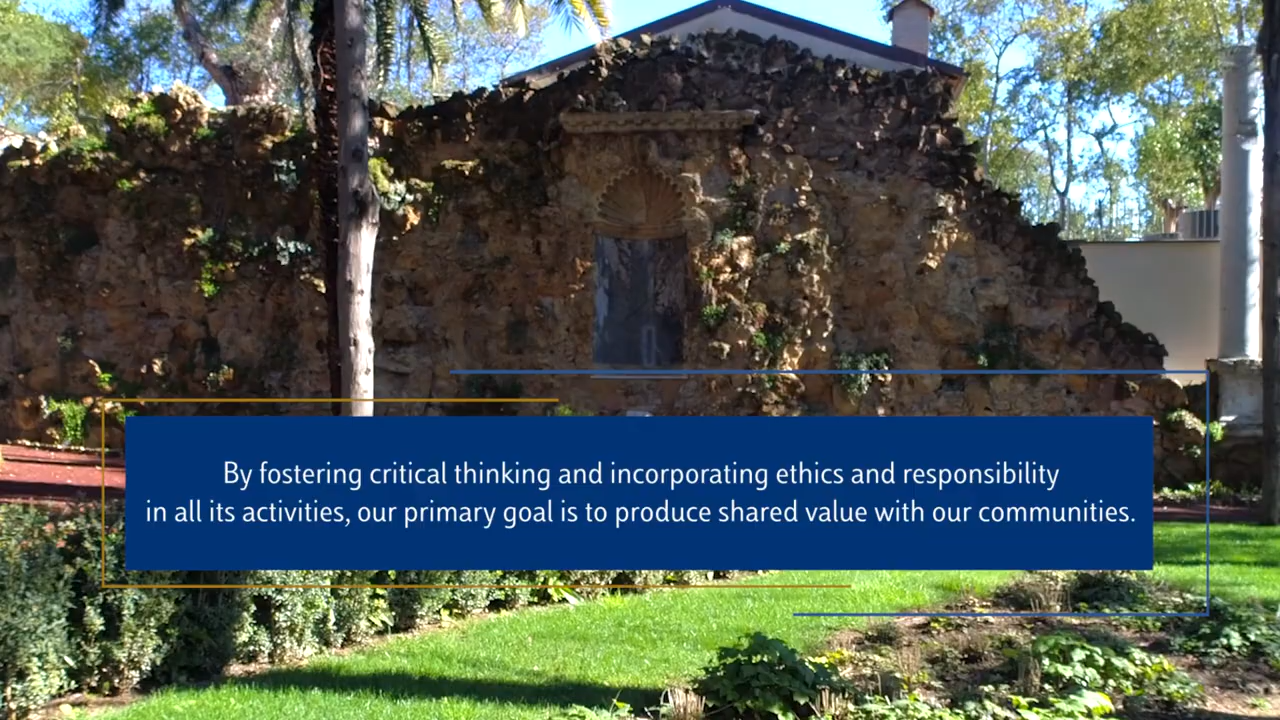 By fostering critical thinking and incorporating ethics and responsibility
in all its activities, our primary goal is to produce shared value with our communities.